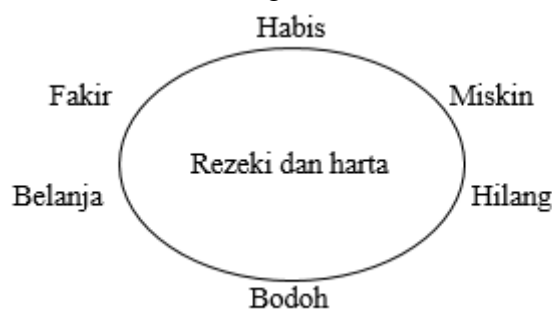 Habis
Fakir
Miskin
Rezeki dan harta
Belanja
Hilang
Bodoh